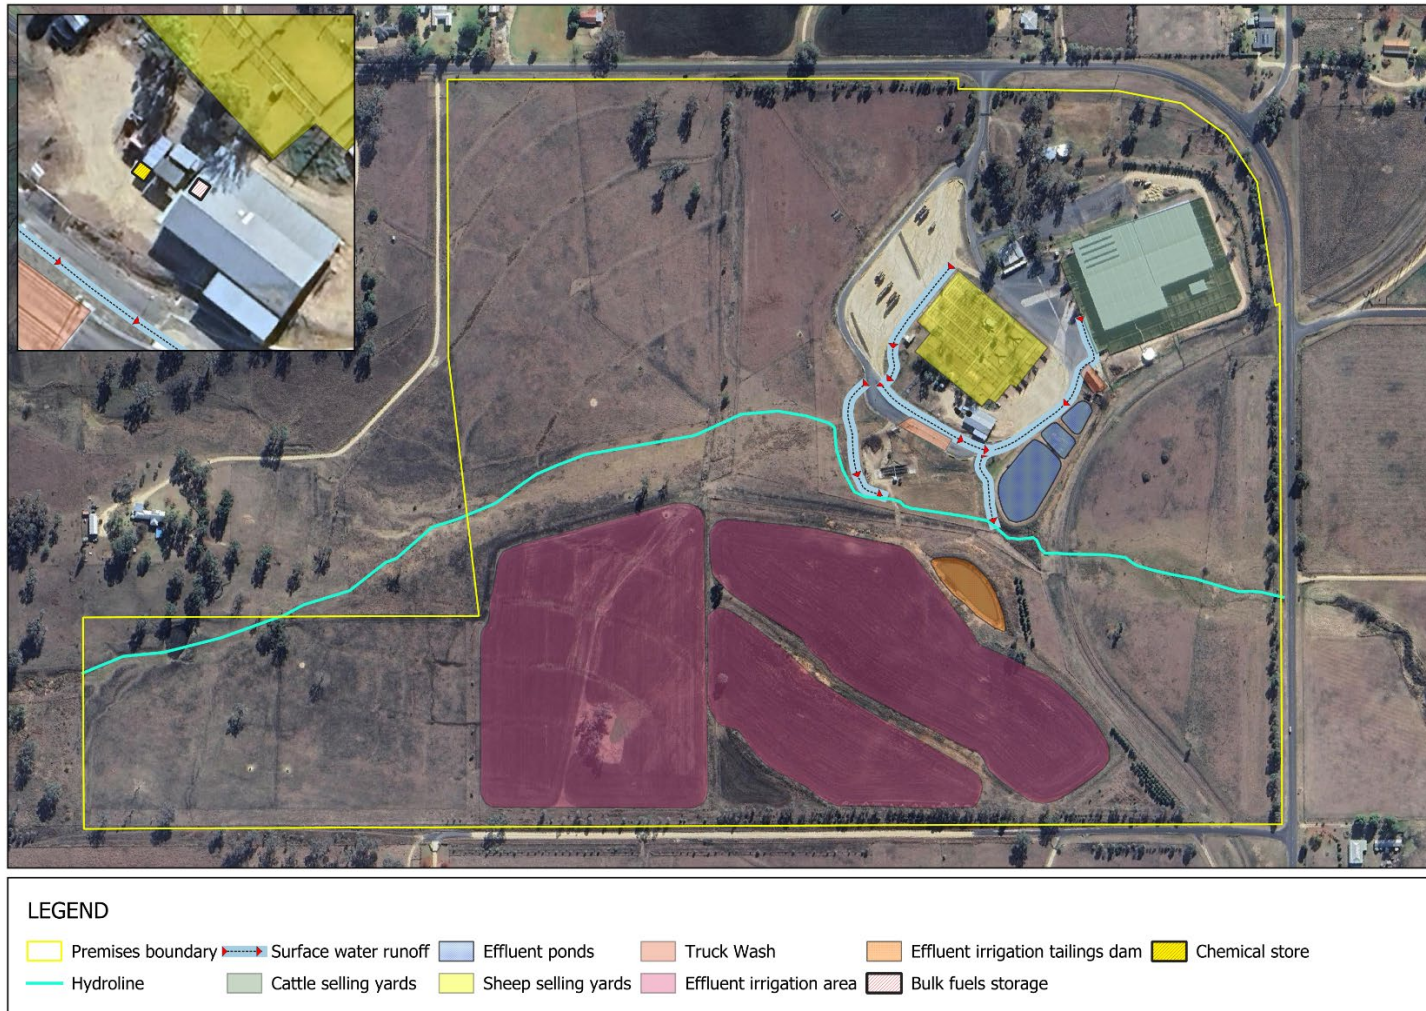 LEGEND
Premises boundary Surface water runoff Effluent ponds Truck Wash Effluent irrigation tailings dam Chemical store
Hydroline Cattle selling yards Sheep selling yards Effluent irrigation area Bulk fuels storage